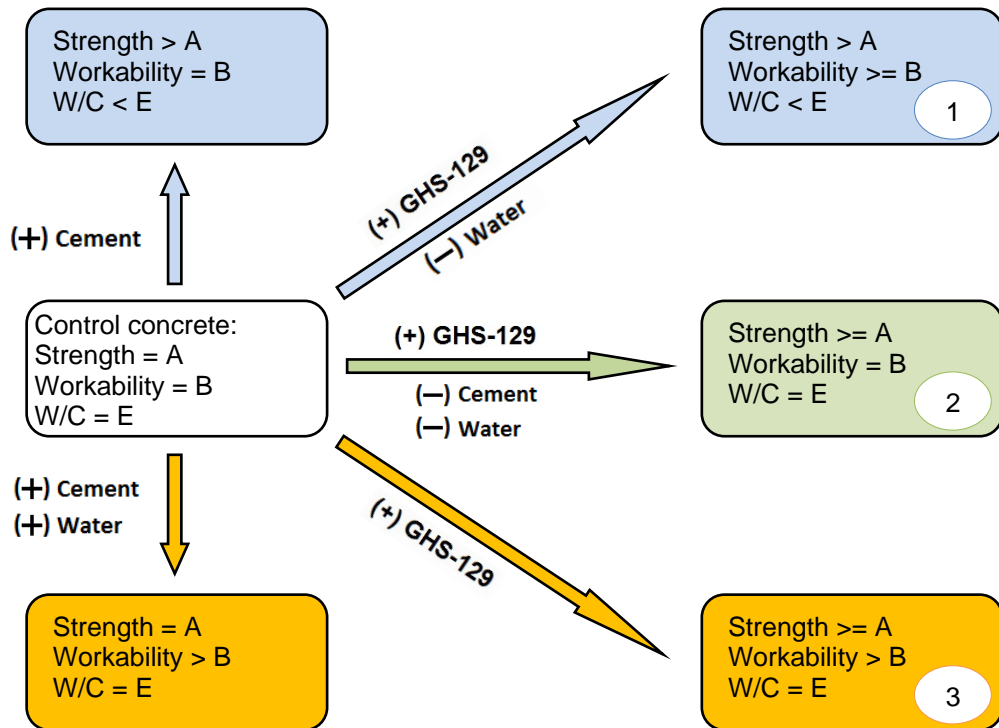 Strength > A
Workability = B
W/C < E
Strength > A
Workability >= B
W/C < E
1
(+) Cement
(+) GHS-129
(—) Water
Control concrete:
Strength = A
Workability = B
W/C = E
(+) GHS-129
(—) Cement
(—) Water
Strength >= A
Workability = B
W/C = E
2
(+) Cement
(+) Water
(+) GHS-129
Strength = A
Workability > B
W/C = E
Strength >= A
Workability > B
W/C = E
3